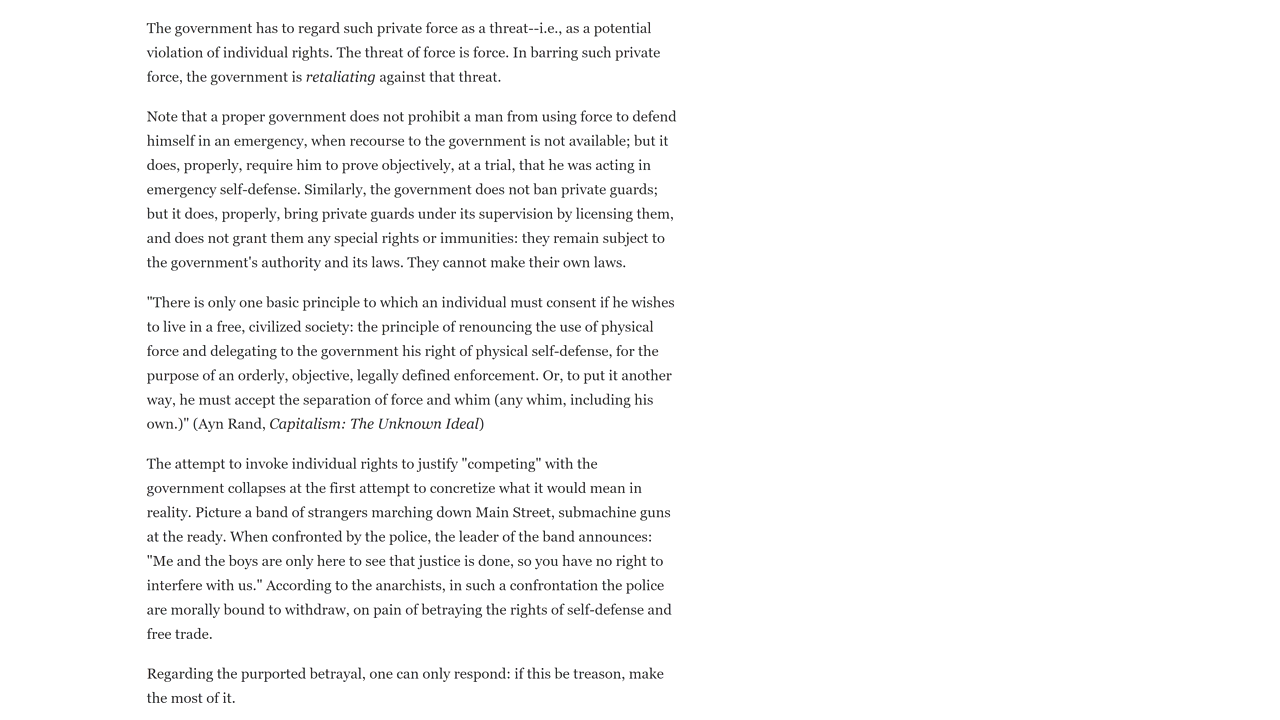 The government has to regard such private force as a threat--i.e., as a potential
violation of individual rights. The threat of force is force. In barring such private
force, the government is retaliating against that threat.
Note that a proper government does not prohibit a man from using force to defend
himself in an emergency, when recourse to the government is not available; but it
does, properly, require him to prove objectively, at a trial, that he was acting in
emergency self-defense. Similarly, the government does not ban private guards;
but it does, properly, bring private guards under its supervision by licensing them,
and does not grant them any special rights or immunities: they remain subject to
the government's authority and its laws. They cannot make their own laws.
"There is only one basic principle to which an individual must consent if he wishes
to live in a free, civilized society: the principle of renouncing the use of physical
force and delegating to the government his right of physical self-defense, for the
purpose of an orderly, objective, legally defined enforcement. Or, to put it another
way, he must accept the separation of force and whim (any whim, including his
own.)" (Ayn Rand, Capitalism: The Unknown Ideal)
The attempt to invoke individual rights to justify "competing" with the
government collapses at the first attempt to concretize what it would mean in
reality. Picture a band of strangers marching down Main Street, submachine guns
at the ready. When confronted by the police, the leader of the band announces:
"Me and the boys are only here to see that justice is done, so you have no right to
interfere with us." According to the anarchists, in such a confrontation the police
are morally bound to withdraw, on pain of betraying the rights of self-defense and
free trade.
Regarding the purported betrayal, one can only respond: if this be treason, make
the most of it.